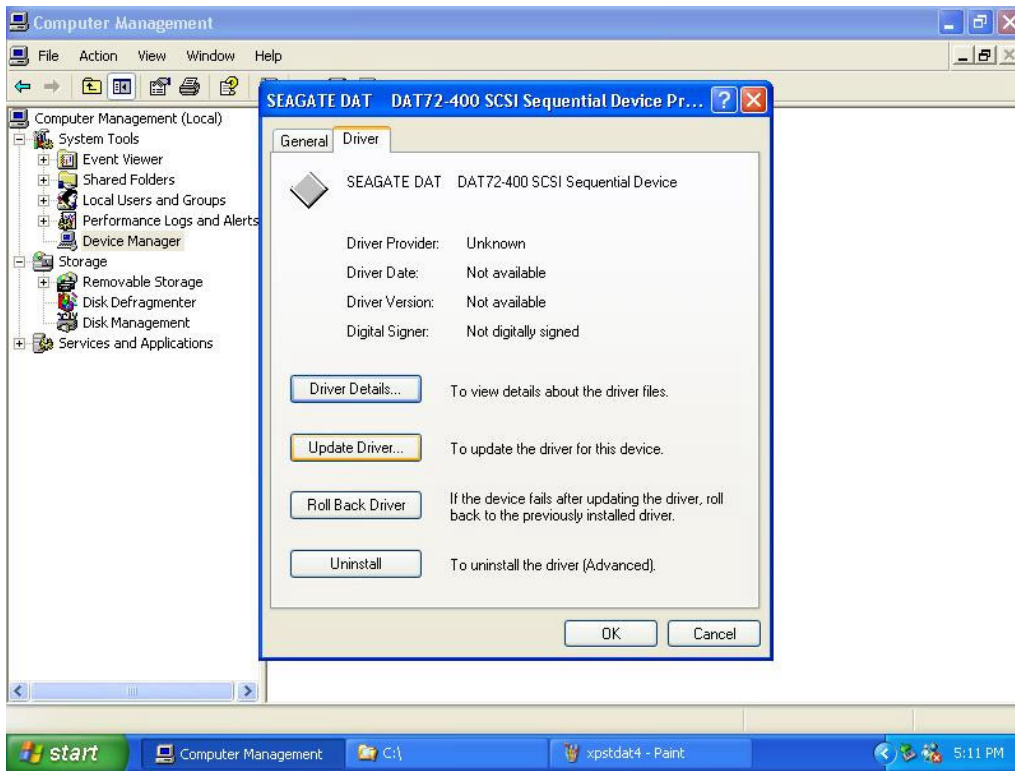 Computer Management
File Action View Window Help
SEAGATE DAT DAT72-400 SCSI Sequential Device Pr...
Computer Management (Local)
System Tools
Event Viewer
Shared Folders
Local Users and Groups
Performance Logs and Alerts
Device Manager
Storage
Removable Storage
Disk Defragmenter
Disk Management
Services and Applications
General Driver
SEAGATE DAT DAT72-400 SCSI Sequential Device
Driver Provider: Unknown
Driver Date: Not available
Driver Version: Not available
Digital Signer: Not digitally signed
Driver Details... To view details about the driver files.
Update Driver... To update the driver for this device.
Roll Back Driver If the device fails after updating the driver, roll
back to the previously installed driver.
Uninstall To uninstall the driver (Advanced).
OK Cancel
start Computer Management C:\ xpstdat4 - Paint 5:11 PM